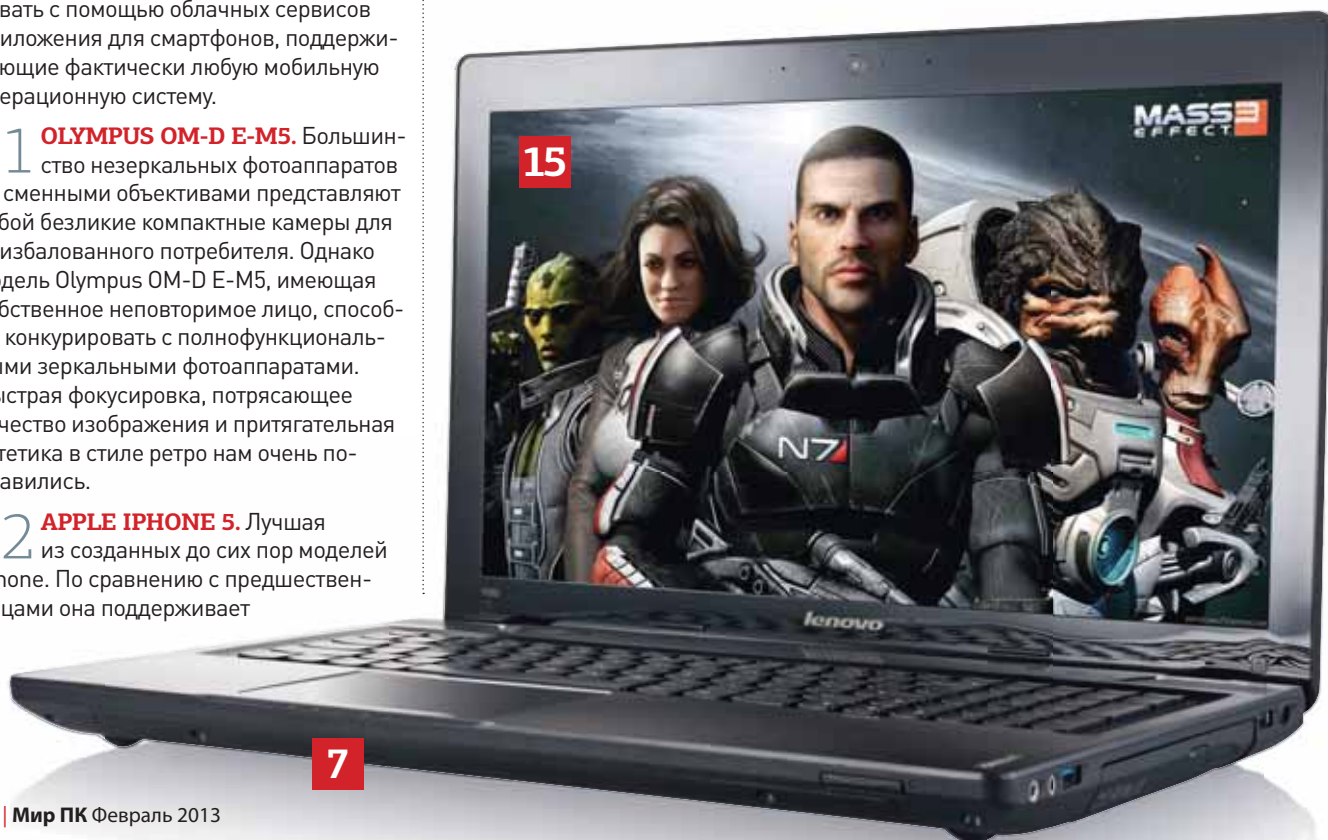 вать с помощью облачных сервисов
иложения для смартфонов, поддержи-
ющие фактически любую мобильную
ерационную систему.
1 OLYMPUS OM-D E-M5. Большин-
ство незеркальных фотоаппаратов
сменными объективами представляют
бой безликие компактные камеры для
избалованного потребителя. Однако
дель Olympus OM-D E-M5, имеющая
бственное неповторимое лицо, способ-
конкурировать с полнофункциональ-
ми зеркальными фотоаппаратами.
ыстрая фокусировка, потрясающее
чество изображения и притягательная
тетика в стиле ретро нам очень по-
авились.
2 APPLE IPHONE 5. Лучшая
из созданных до сих пор моделей
hone. По сравнению с предшествен-
цами она поддерживает
15
MASS 3
EFFECT
N7
lenovo
7
| Мир ПК Февраль 2013